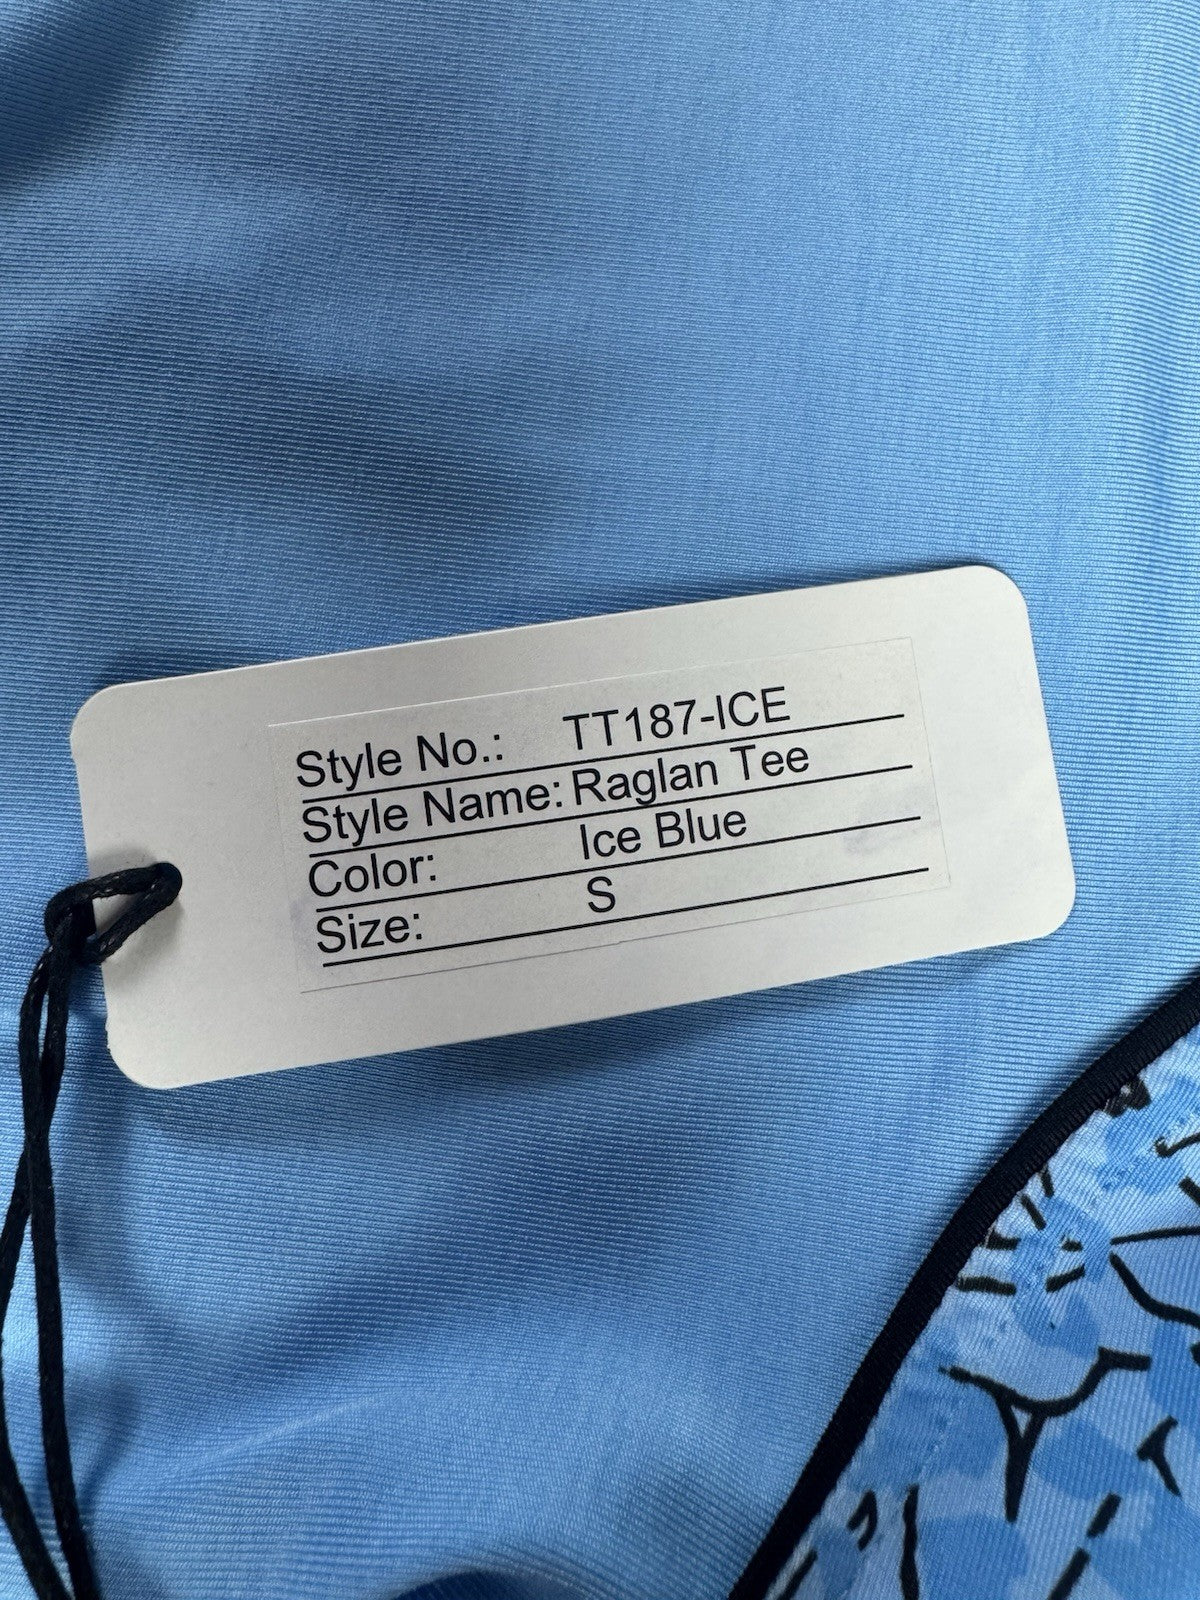 Style No.: TT187-ICE
Style Name: Raglan Tee
Color: Ice Blue
Size: S